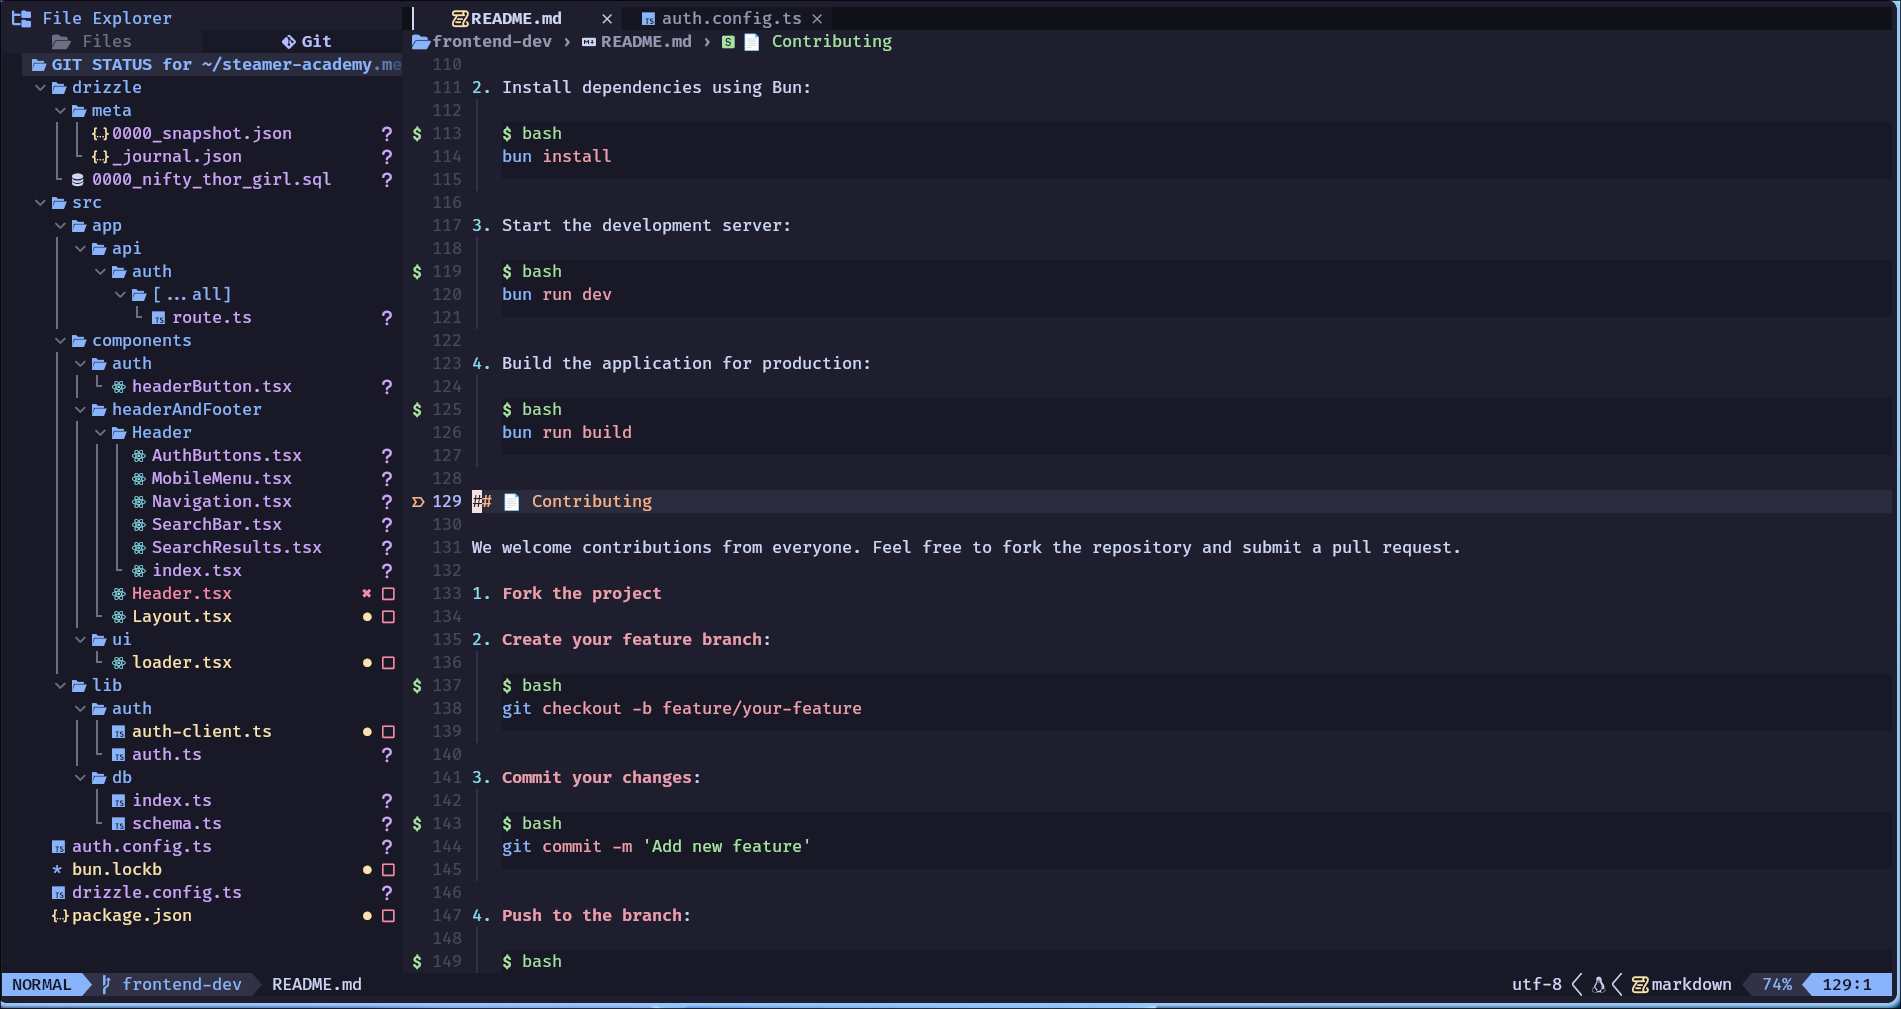 File Explorer
Files Git
GIT STATUS for ~/steamer-academy.me
drizzle
meta
{..}0000_snapshot.json ?
{..}_journal.json ?
0000_nifty_thor_girl.sql ?
src
app
api
auth
[...all]
route.ts ?
components
auth
headerButton.tsx ?
headerAndFooter
Header
AuthButtons.tsx ?
MobileMenu.tsx ?
Navigation.tsx ?
SearchBar.tsx ?
SearchResults.tsx ?
index.tsx ?
Header.tsx ✖
Layout.tsx ●
ui
loader.tsx ●
lib
auth
auth-client.ts ●
auth.ts ?
db
index.ts ?
schema.ts ?
auth.config.ts ?
* bun.lockb ●
drizzle.config.ts ?
{..}package.json ●
README.md × auth.config.ts ×
frontend-dev › README.md › S 📄 Contributing
110
111 2. Install dependencies using Bun:
112
$ 113 $ bash
114 bun install
115
116
117 3. Start the development server:
118
$ 119 $ bash
120 bun run dev
121
122
123 4. Build the application for production:
124
$ 125 $ bash
126 bun run build
127
128
129 ## 📄 Contributing
130
131 We welcome contributions from everyone. Feel free to fork the repository and submit a pull request.
132
133 1. Fork the project
134
135 2. Create your feature branch:
136
$ 137 $ bash
138 git checkout -b feature/your-feature
139
140
141 3. Commit your changes:
142
$ 143 $ bash
144 git commit -m 'Add new feature'
145
146
147 4. Push to the branch:
148
$ 149 $ bash
NORMAL frontend-dev README.md utf-8 markdown 74% 129:1